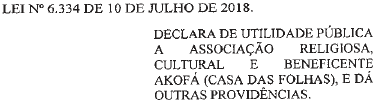 LEI Nº 6.334 DE 10 DE JULHO DE 2018.
DECLARA DE UTILIDADE PÚBLICA
A ASSOCIAÇÃO RELIGIOSA,
CULTURAL E BENEFICENTE
AKOFÁ (CASA DAS FOLHAS), E DÁ
OUTRAS PROVIDÊNCIAS.